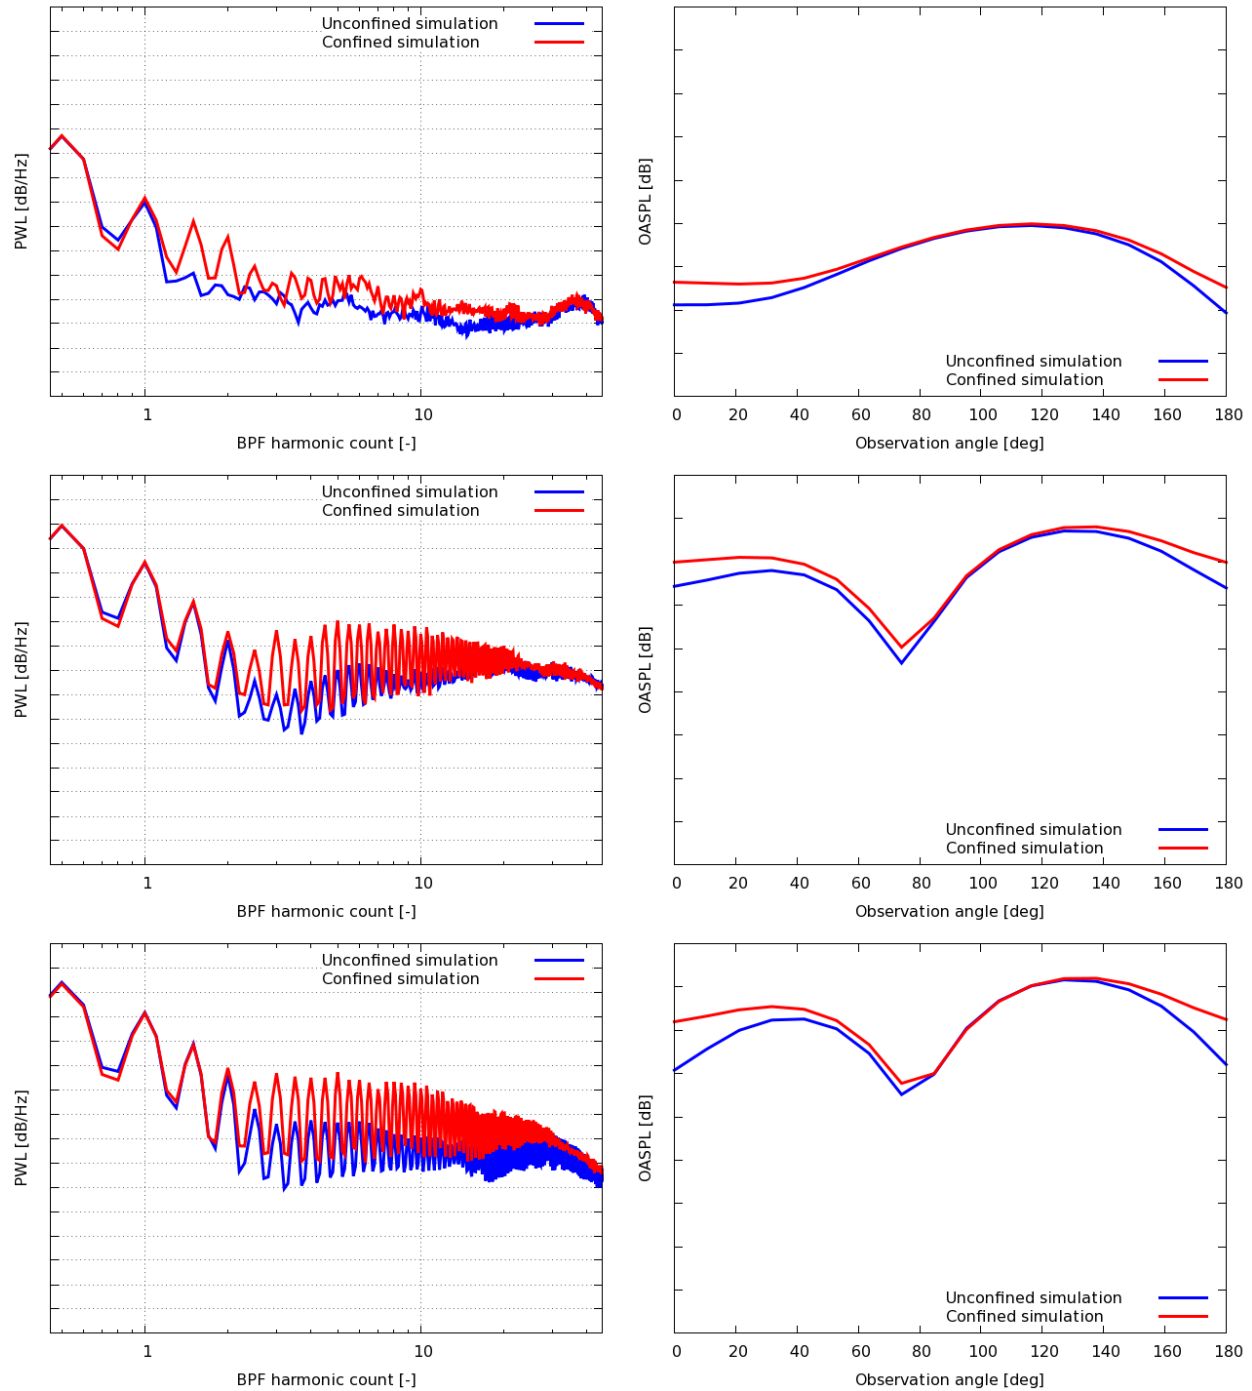 Unconfined simulation
Confined simulation
PWL [dB/Hz]
1 10
BPF harmonic count [-]
OASPL [dB]
Unconfined simulation
Confined simulation
0 20 40 60 80 100 120 140 160 180
Observation angle [deg]
Unconfined simulation
Confined simulation
PWL [dB/Hz]
1 10
BPF harmonic count [-]
OASPL [dB]
Unconfined simulation
Confined simulation
0 20 40 60 80 100 120 140 160 180
Observation angle [deg]
Unconfined simulation
Confined simulation
PWL [dB/Hz]
1 10
BPF harmonic count [-]
OASPL [dB]
Unconfined simulation
Confined simulation
0 20 40 60 80 100 120 140 160 180
Observation angle [deg]